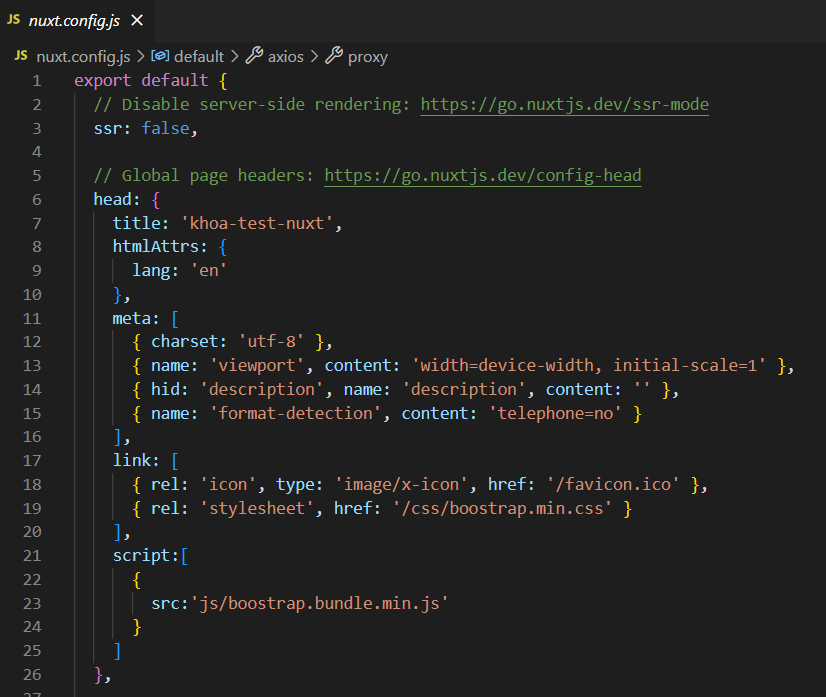 JS nuxt.config.js ×
JS nuxt.config.js > default > axios > proxy
1 export default {
2 // Disable server-side rendering: https://go.nuxtjs.dev/ssr-mode
3 ssr: false,
4
5 // Global page headers: https://go.nuxtjs.dev/config-head
6 head: {
7 title: 'khoa-test-nuxt',
8 htmlAttrs: {
9 lang: 'en'
10 },
11 meta: [
12 { charset: 'utf-8' },
13 { name: 'viewport', content: 'width=device-width, initial-scale=1' },
14 { hid: 'description', name: 'description', content: '' },
15 { name: 'format-detection', content: 'telephone=no' }
16 ],
17 link: [
18 { rel: 'icon', type: 'image/x-icon', href: '/favicon.ico' },
19 { rel: 'stylesheet', href: '/css/boostrap.min.css' }
20 ],
21 script:[
22 {
23 src:'js/boostrap.bundle.min.js'
24 }
25 ]
26 },
27